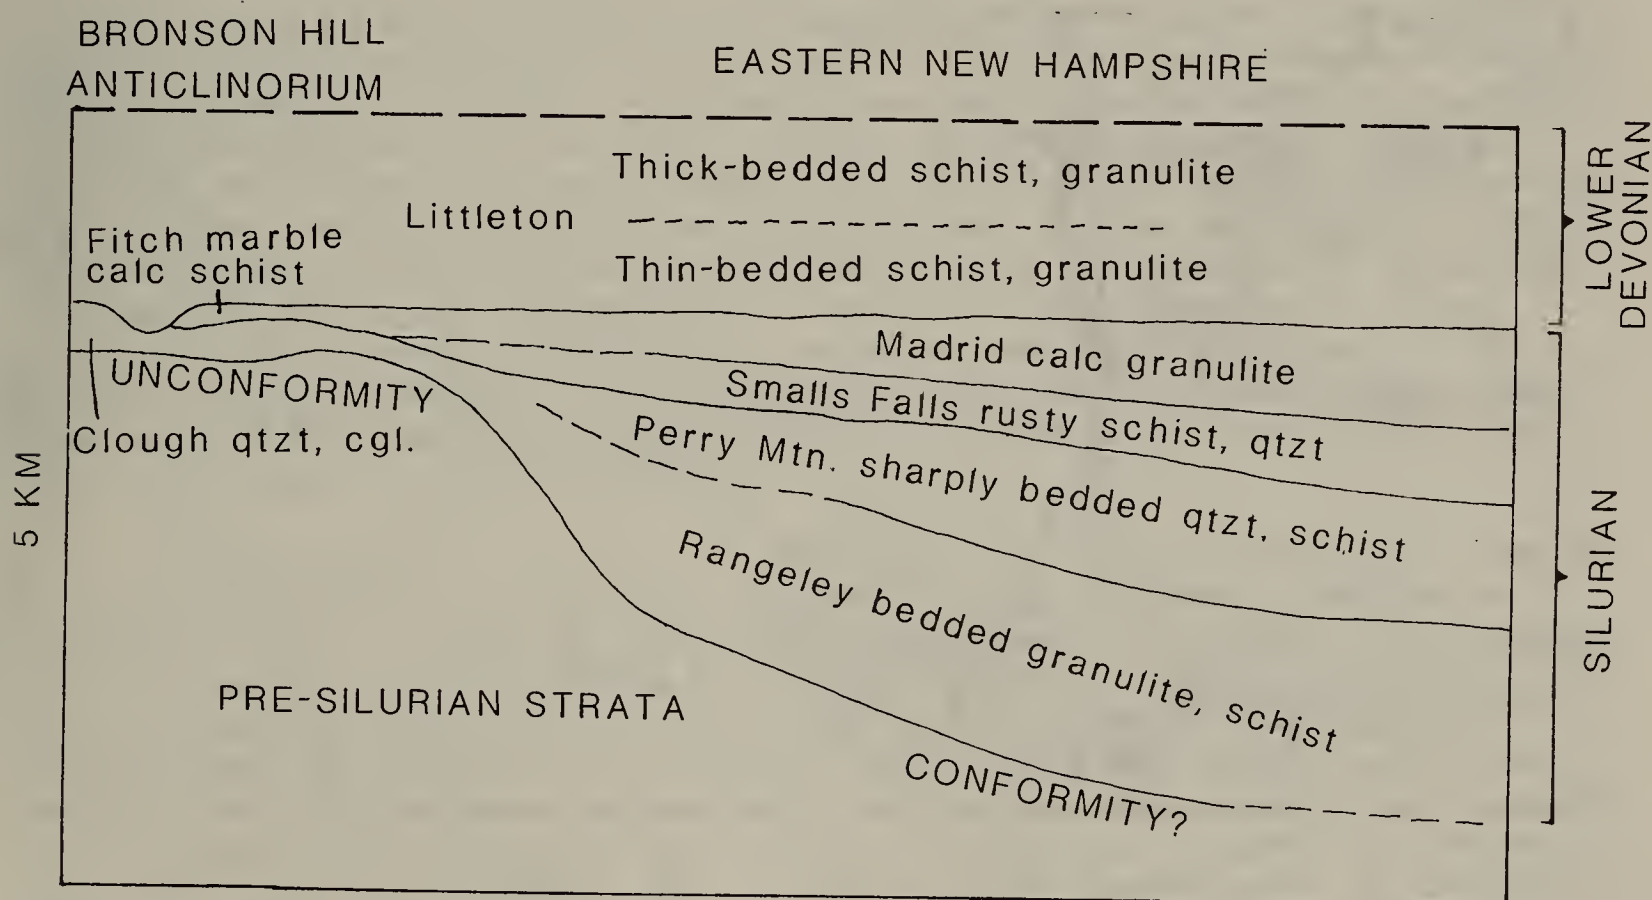 BRONSON HILL
ANTICLINORIUM
EASTERN NEW HAMPSHIRE
Thick-bedded schist, granulite
Littleton
Thin-bedded schist, granulite
Fitch marble
calc schist
LOWER
DEVONIAN
Madrid calc granulite
Smalls Falls rusty schist, qtzt
Perry Mtn. sharply bedded qtzt. schist
Rangeley bedded granulite, schist
UNCONFORMITY
Clough qtzt, cgl.
5 KM
SILURIAN
PRE-SILURIAN STRATA
CONFORMITY?